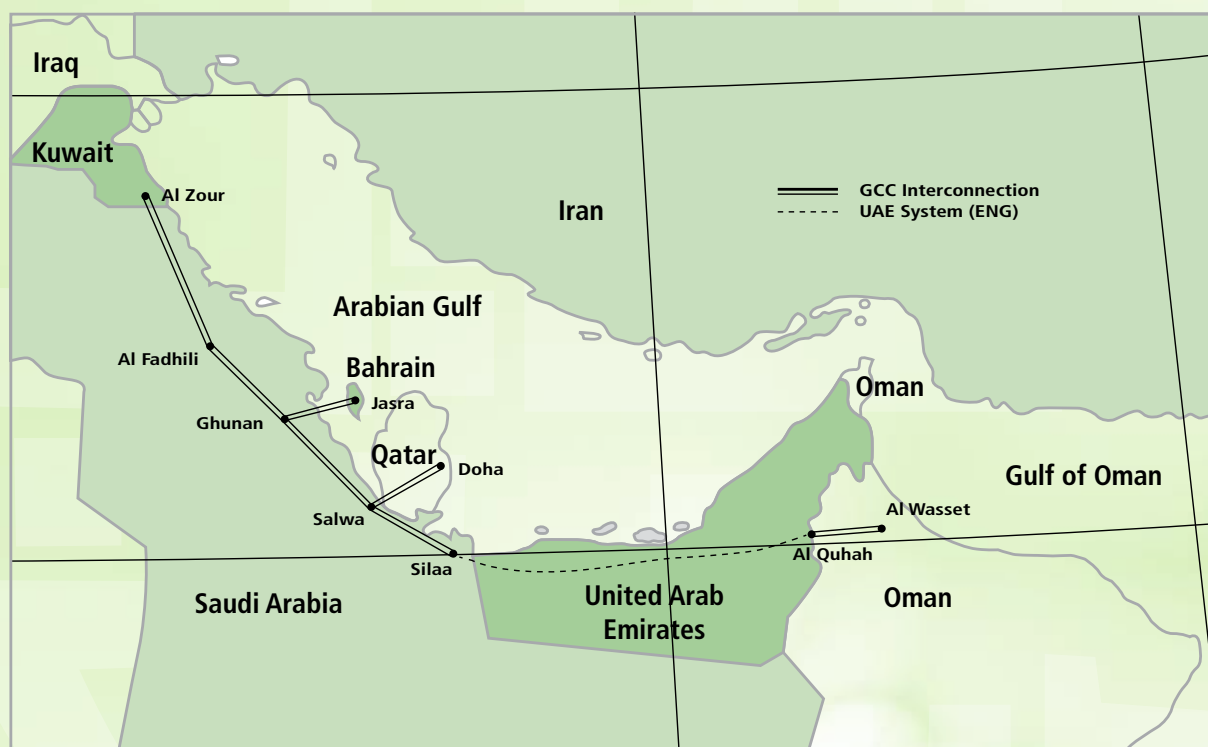 Iraq
Kuwait
Al Zour
Iran
GCC Interconnection
UAE System (ENG)
Arabian Gulf
Al Fadhili
Bahrain
Jasra
Ghunan
Oman
Qatar
Doha
Gulf of Oman
Salwa
Al Wasset
Al Quhah
Silaa
Saudi Arabia
United Arab
Emirates
Oman